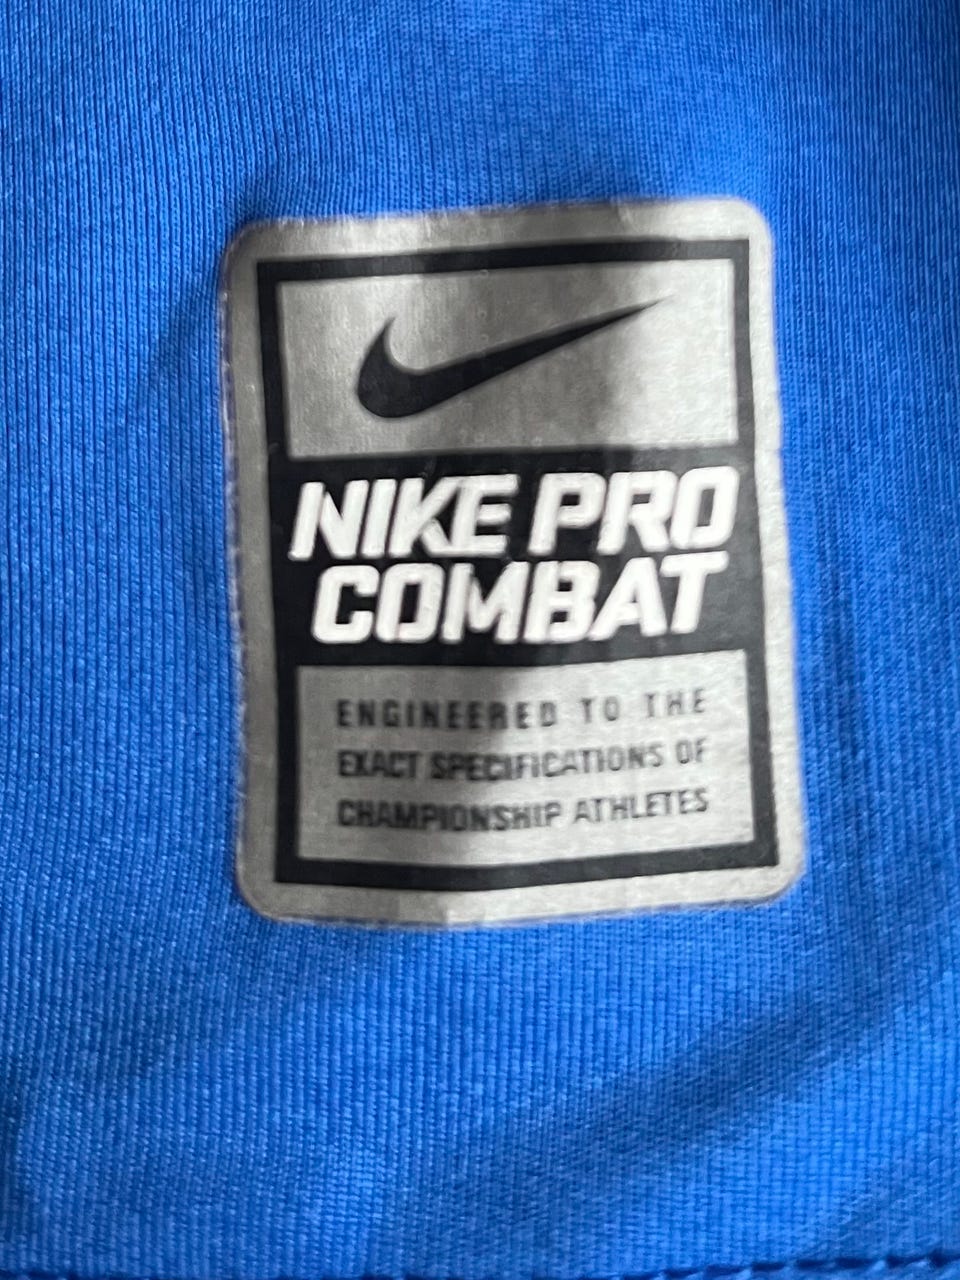 NIKE PRO
COMBAT
ENGINEERED TO THE
EXACT SPECIFICATIONS OF
CHAMPIONSHIP ATHLETES